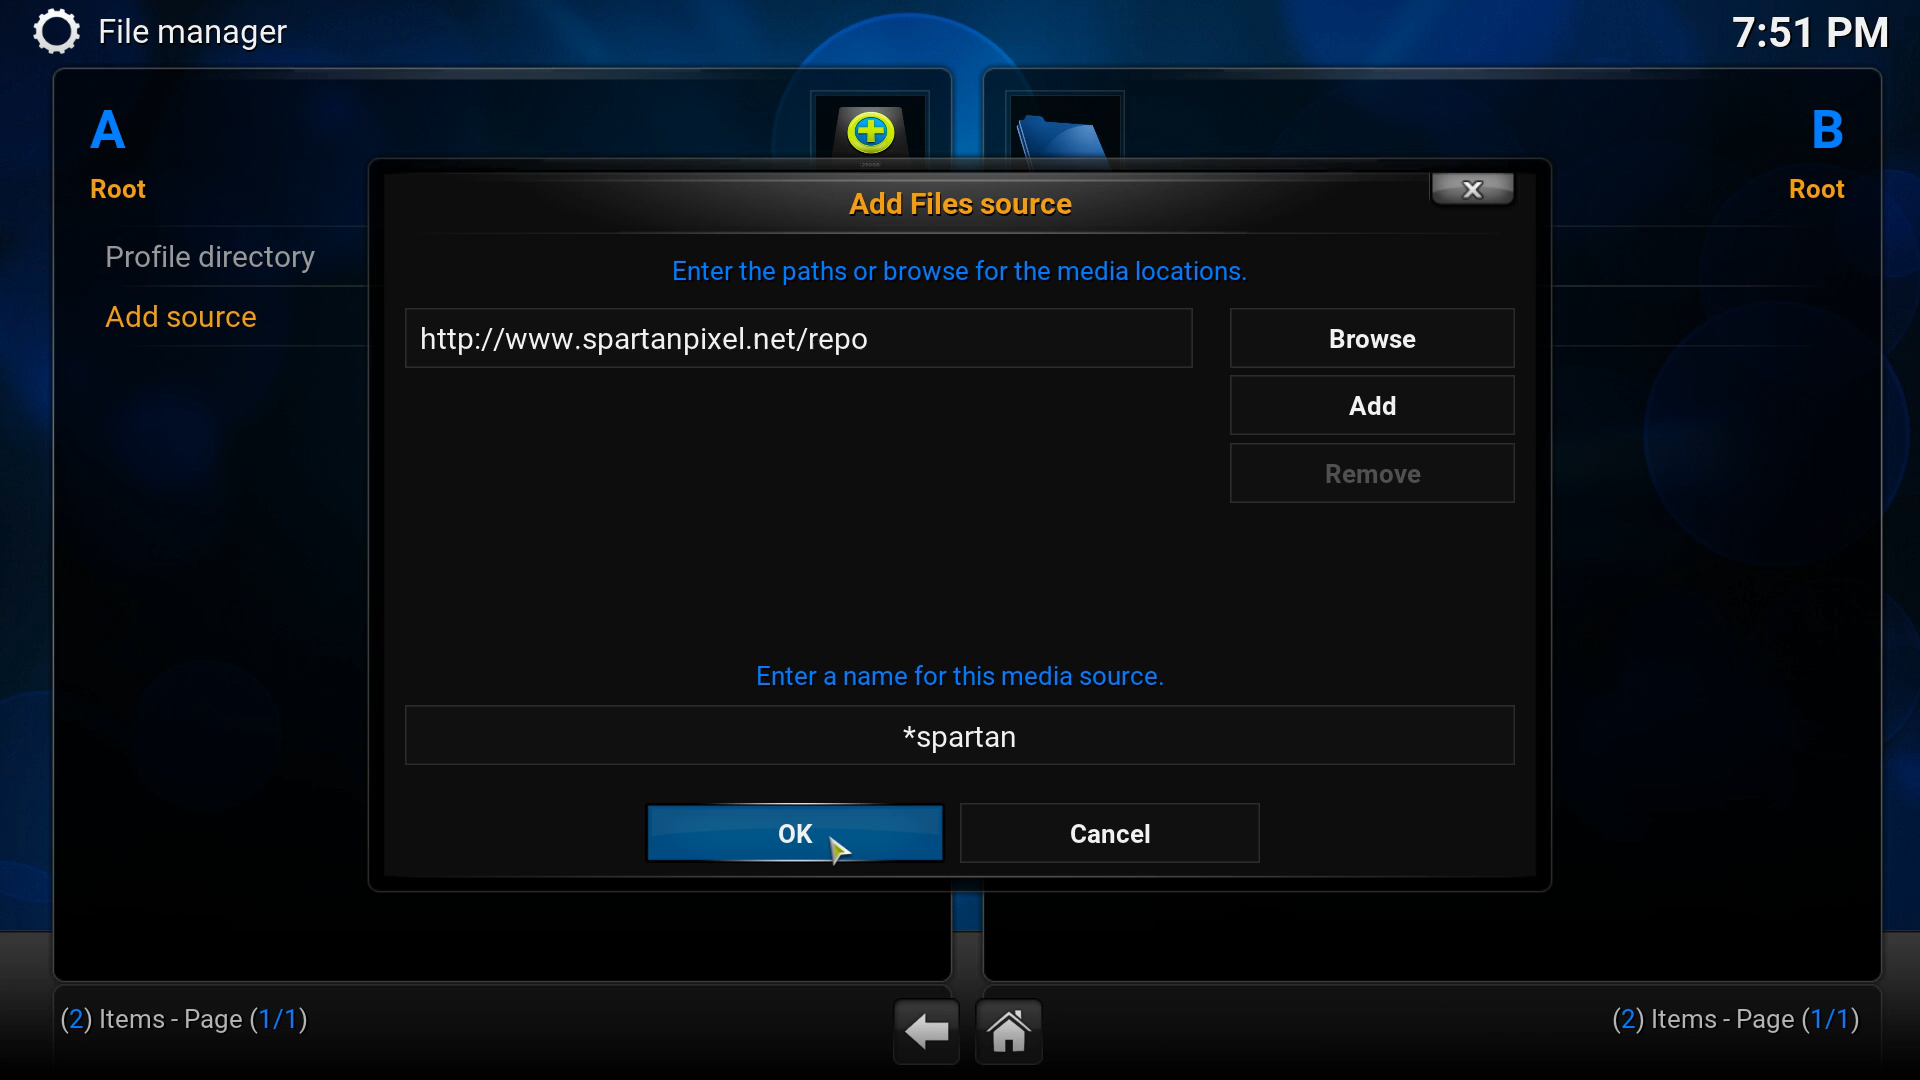 File manager
7:51 PM
A
B
Root
Root
Profile directory
Add source
Add Files source
X
Enter the paths or browse for the media locations.
http://www.spartanpixel.net/repo
Browse
Add
Remove
Enter a name for this media source.
*spartan
OK
Cancel
(2) Items - Page (1/1)
(2) Items - Page (1/1)